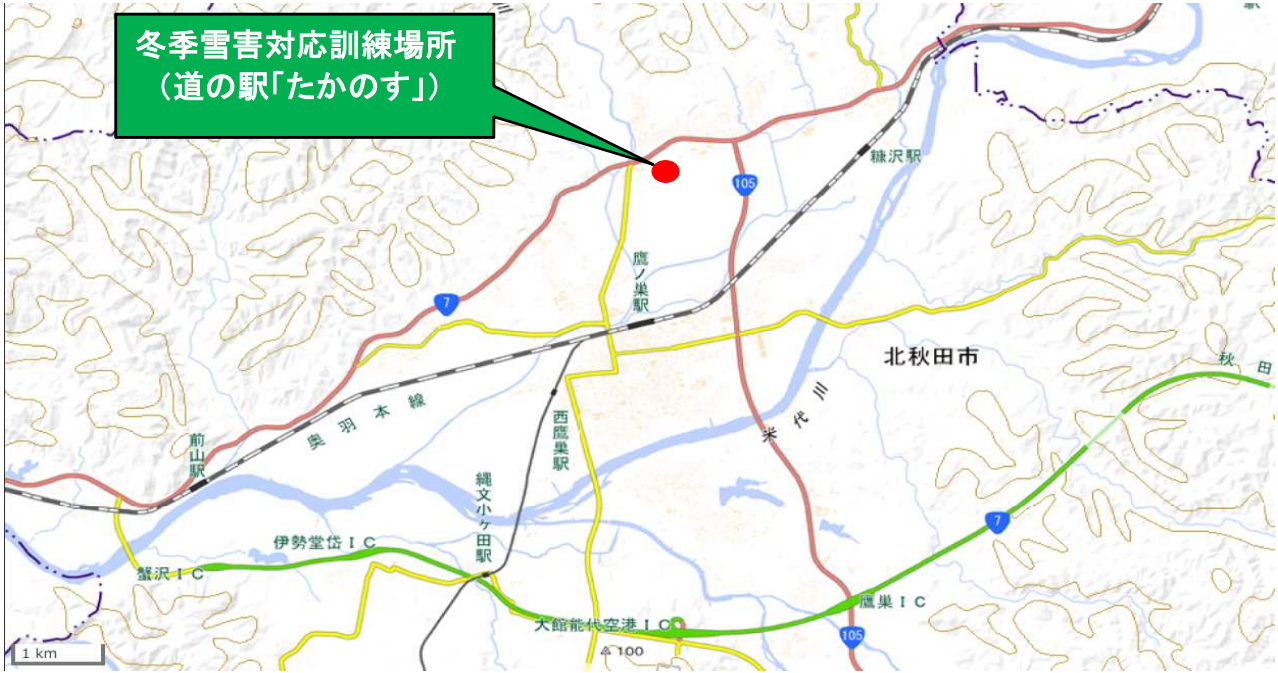 冬季雪害対応訓練場所
（道の駅「たかのす」）
駅
糠沢駅
105
鷹ノ巣駅
7
北秋田市
秋田
奥羽本線
西鷹巣駅
米代川
前山駅
縄文小ヶ田駅
7
伊勢堂岱IC
蟹沢IC
鷹巣IC
大館能代空港IC
105
100
1 km